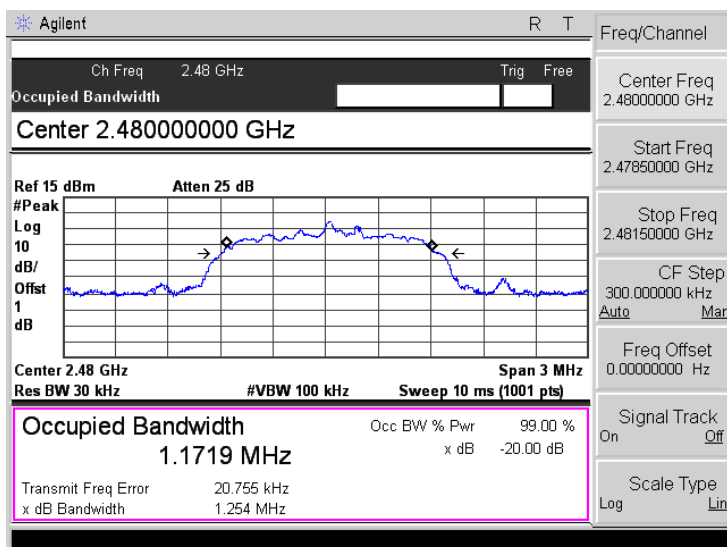 Agilent R T
Ch Freq 2.48 GHz Trig Free
Occupied Bandwidth
Center 2.480000000 GHz
Ref 15 dBm Atten 25 dB
#Peak
Log
10
dB/
Offst
1
dB
Center 2.48 GHz Span 3 MHz
Res BW 30 kHz #VBW 100 kHz Sweep 10 ms (1001 pts)
Occupied Bandwidth
1.1719 MHz
Occ BW % Pwr 99.00 %
x dB -20.00 dB
Transmit Freq Error 20.755 kHz
x dB Bandwidth 1.254 MHz
Freq/Channel
Center Freq
2.48000000 GHz
Start Freq
2.47850000 GHz
Stop Freq
2.48150000 GHz
CF Step
300.000000 kHz
Auto Man
Freq Offset
0.00000000 Hz
Signal Track
On Off
Scale Type
Log Lin